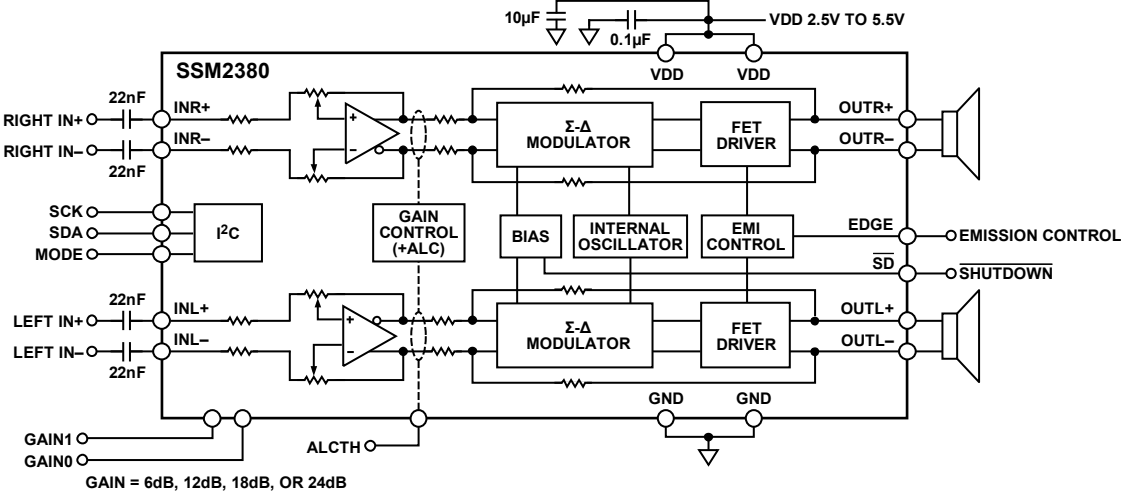 10µF
0.1µF
VDD 2.5V TO 5.5V
SSM2380
VDD
VDD
22nF
RIGHT IN+
INR+
RIGHT IN–
INR–
22nF
Σ-Δ
MODULATOR
FET
DRIVER
OUTR+
OUTR–
SCK
SDA
MODE
I²C
GAIN
CONTROL
(+ALC)
BIAS
INTERNAL
OSCILLATOR
EMI
CONTROL
EDGE
EMISSION CONTROL
SD
SHUTDOWN
22nF
LEFT IN+
INL+
LEFT IN–
INL–
22nF
Σ-Δ
MODULATOR
FET
DRIVER
OUTL+
OUTL–
GND
GND
GAIN1
GAIN0
ALCTH
GAIN = 6dB, 12dB, 18dB, OR 24dB